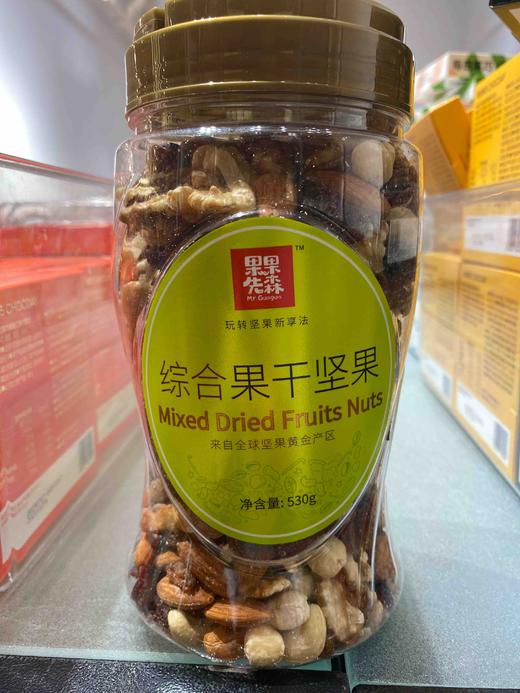 果果
先森
TM
Mr Guoguo
玩转坚果新享法
综合果干坚果
Mixed Dried Fruits Nuts
来自全球坚果黄金产区
净含量: 530g